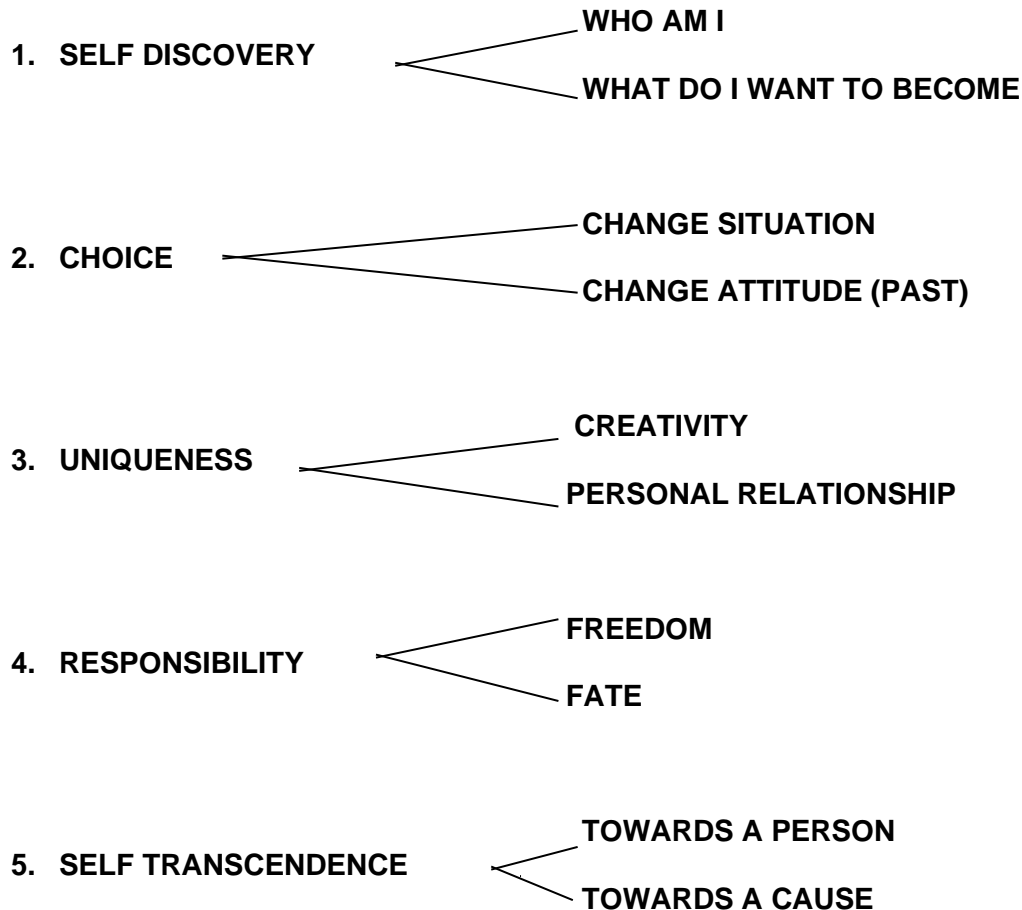 WHO AM I
1. SELF DISCOVERY
WHAT DO I WANT TO BECOME
CHANGE SITUATION
2. CHOICE
CHANGE ATTITUDE (PAST)
CREATIVITY
3. UNIQUENESS
PERSONAL RELATIONSHIP
FREEDOM
4. RESPONSIBILITY
FATE
TOWARDS A PERSON
5. SELF TRANSCENDENCE
TOWARDS A CAUSE